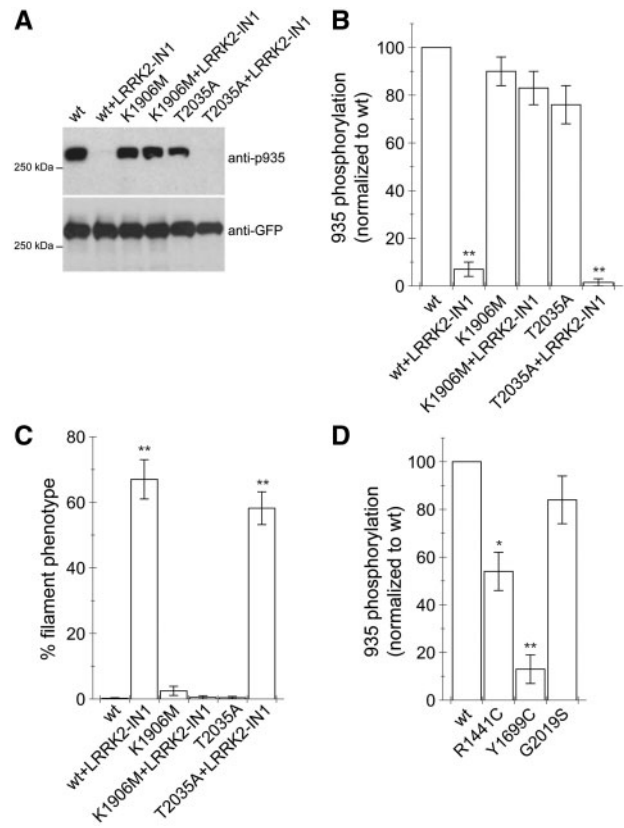 A
wt
wt+LRRK2-IN1
K1906M
K1906M+LRRK2-IN1
T2035A
T2035A+LRRK2-IN1
250 kDa
anti-p935
250 kDa
anti-GFP
B
935 phosphorylation
(normalized to wt)
100
80
60
40
20
0
**
**
wt
wt+LRRK2-IN1
K1906M
K1906M+LRRK2-IN1
T2035A
T2035A+LRRK2-IN1
C
% filament phenotype
80
60
40
20
0
**
**
wt
wt+LRRK2-IN1
K1906M
K1906M+LRRK2-IN1
T2035A
T2035A+LRRK2-IN1
D
935 phosphorylation
(normalized to wt)
100
80
60
40
20
0
*
**
wt
R1441C
Y1699C
G2019S